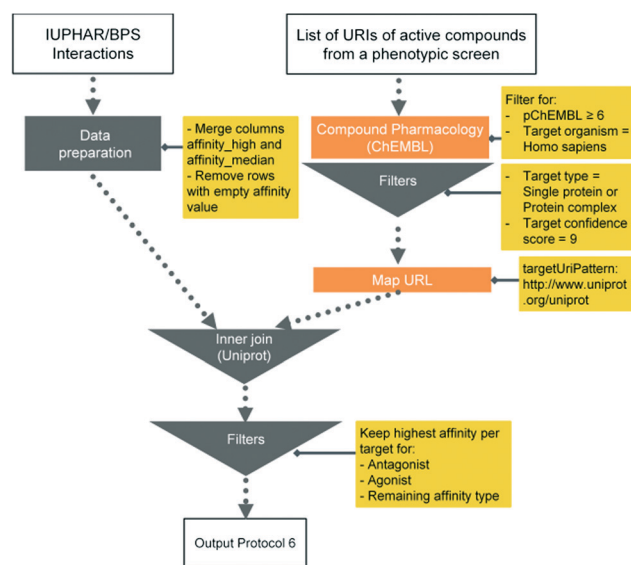 IUPHAR/BPS
Interactions
List of URIs of active compounds
from a phenotypic screen
Data
preparation
- Merge columns
affinity_high and
affinity_median
- Remove rows
with empty affinity
value
Compound Pharmacology
(ChEMBL)
Filter for:
- pChEMBL ≥ 6
- Target organism =
Homo sapiens
Filters
- Target type =
Single protein or
Protein complex
- Target confidence
score = 9
Map URL
targetUriPattern:
http://www.uniprot
.org/uniprot
Inner join
(Uniprot)
Filters
Keep highest affinity per
target for:
- Antagonist
- Agonist
- Remaining affinity type
Output Protocol 6